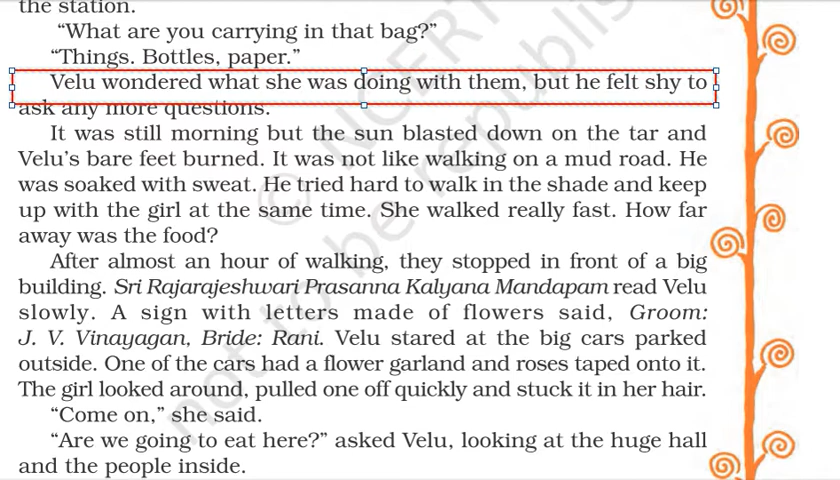 the station.
“What are you carrying in that bag?”
“Things. Bottles, paper.”
Velu wondered what she was doing with them, but he felt shy to
ask any more questions.
It was still morning but the sun blasted down on the tar and
Velu’s bare feet burned. It was not like walking on a mud road. He
was soaked with sweat. He tried hard to walk in the shade and keep
up with the girl at the same time. She walked really fast. How far
away was the food?
After almost an hour of walking, they stopped in front of a big
building. Sri Rajarajeshwari Prasanna Kalyana Mandapam read Velu
slowly. A sign with letters made of flowers said, Groom:
J. V. Vinayagan, Bride: Rani. Velu stared at the big cars parked
outside. One of the cars had a flower garland and roses taped onto it.
The girl looked around, pulled one off quickly and stuck it in her hair.
“Come on,” she said.
“Are we going to eat here?” asked Velu, looking at the huge hall
and the people inside.
© NCERT
not to be republis